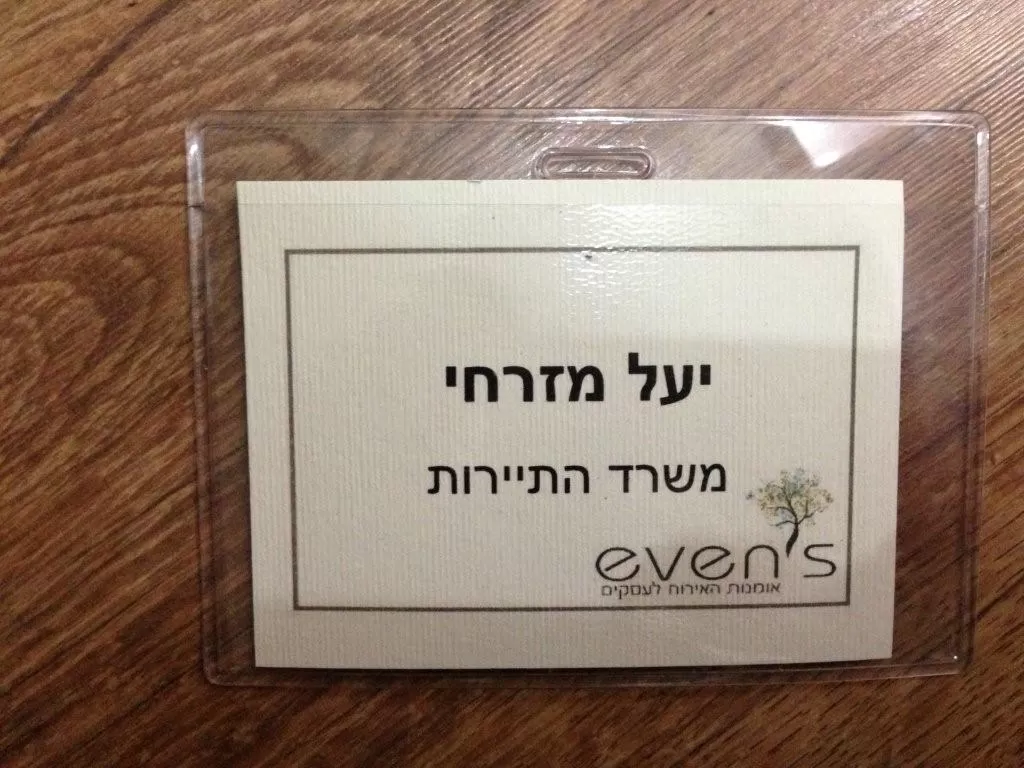 יעל מזרחי
משרד התיירות
even's
אומנות האירוח לעסקים